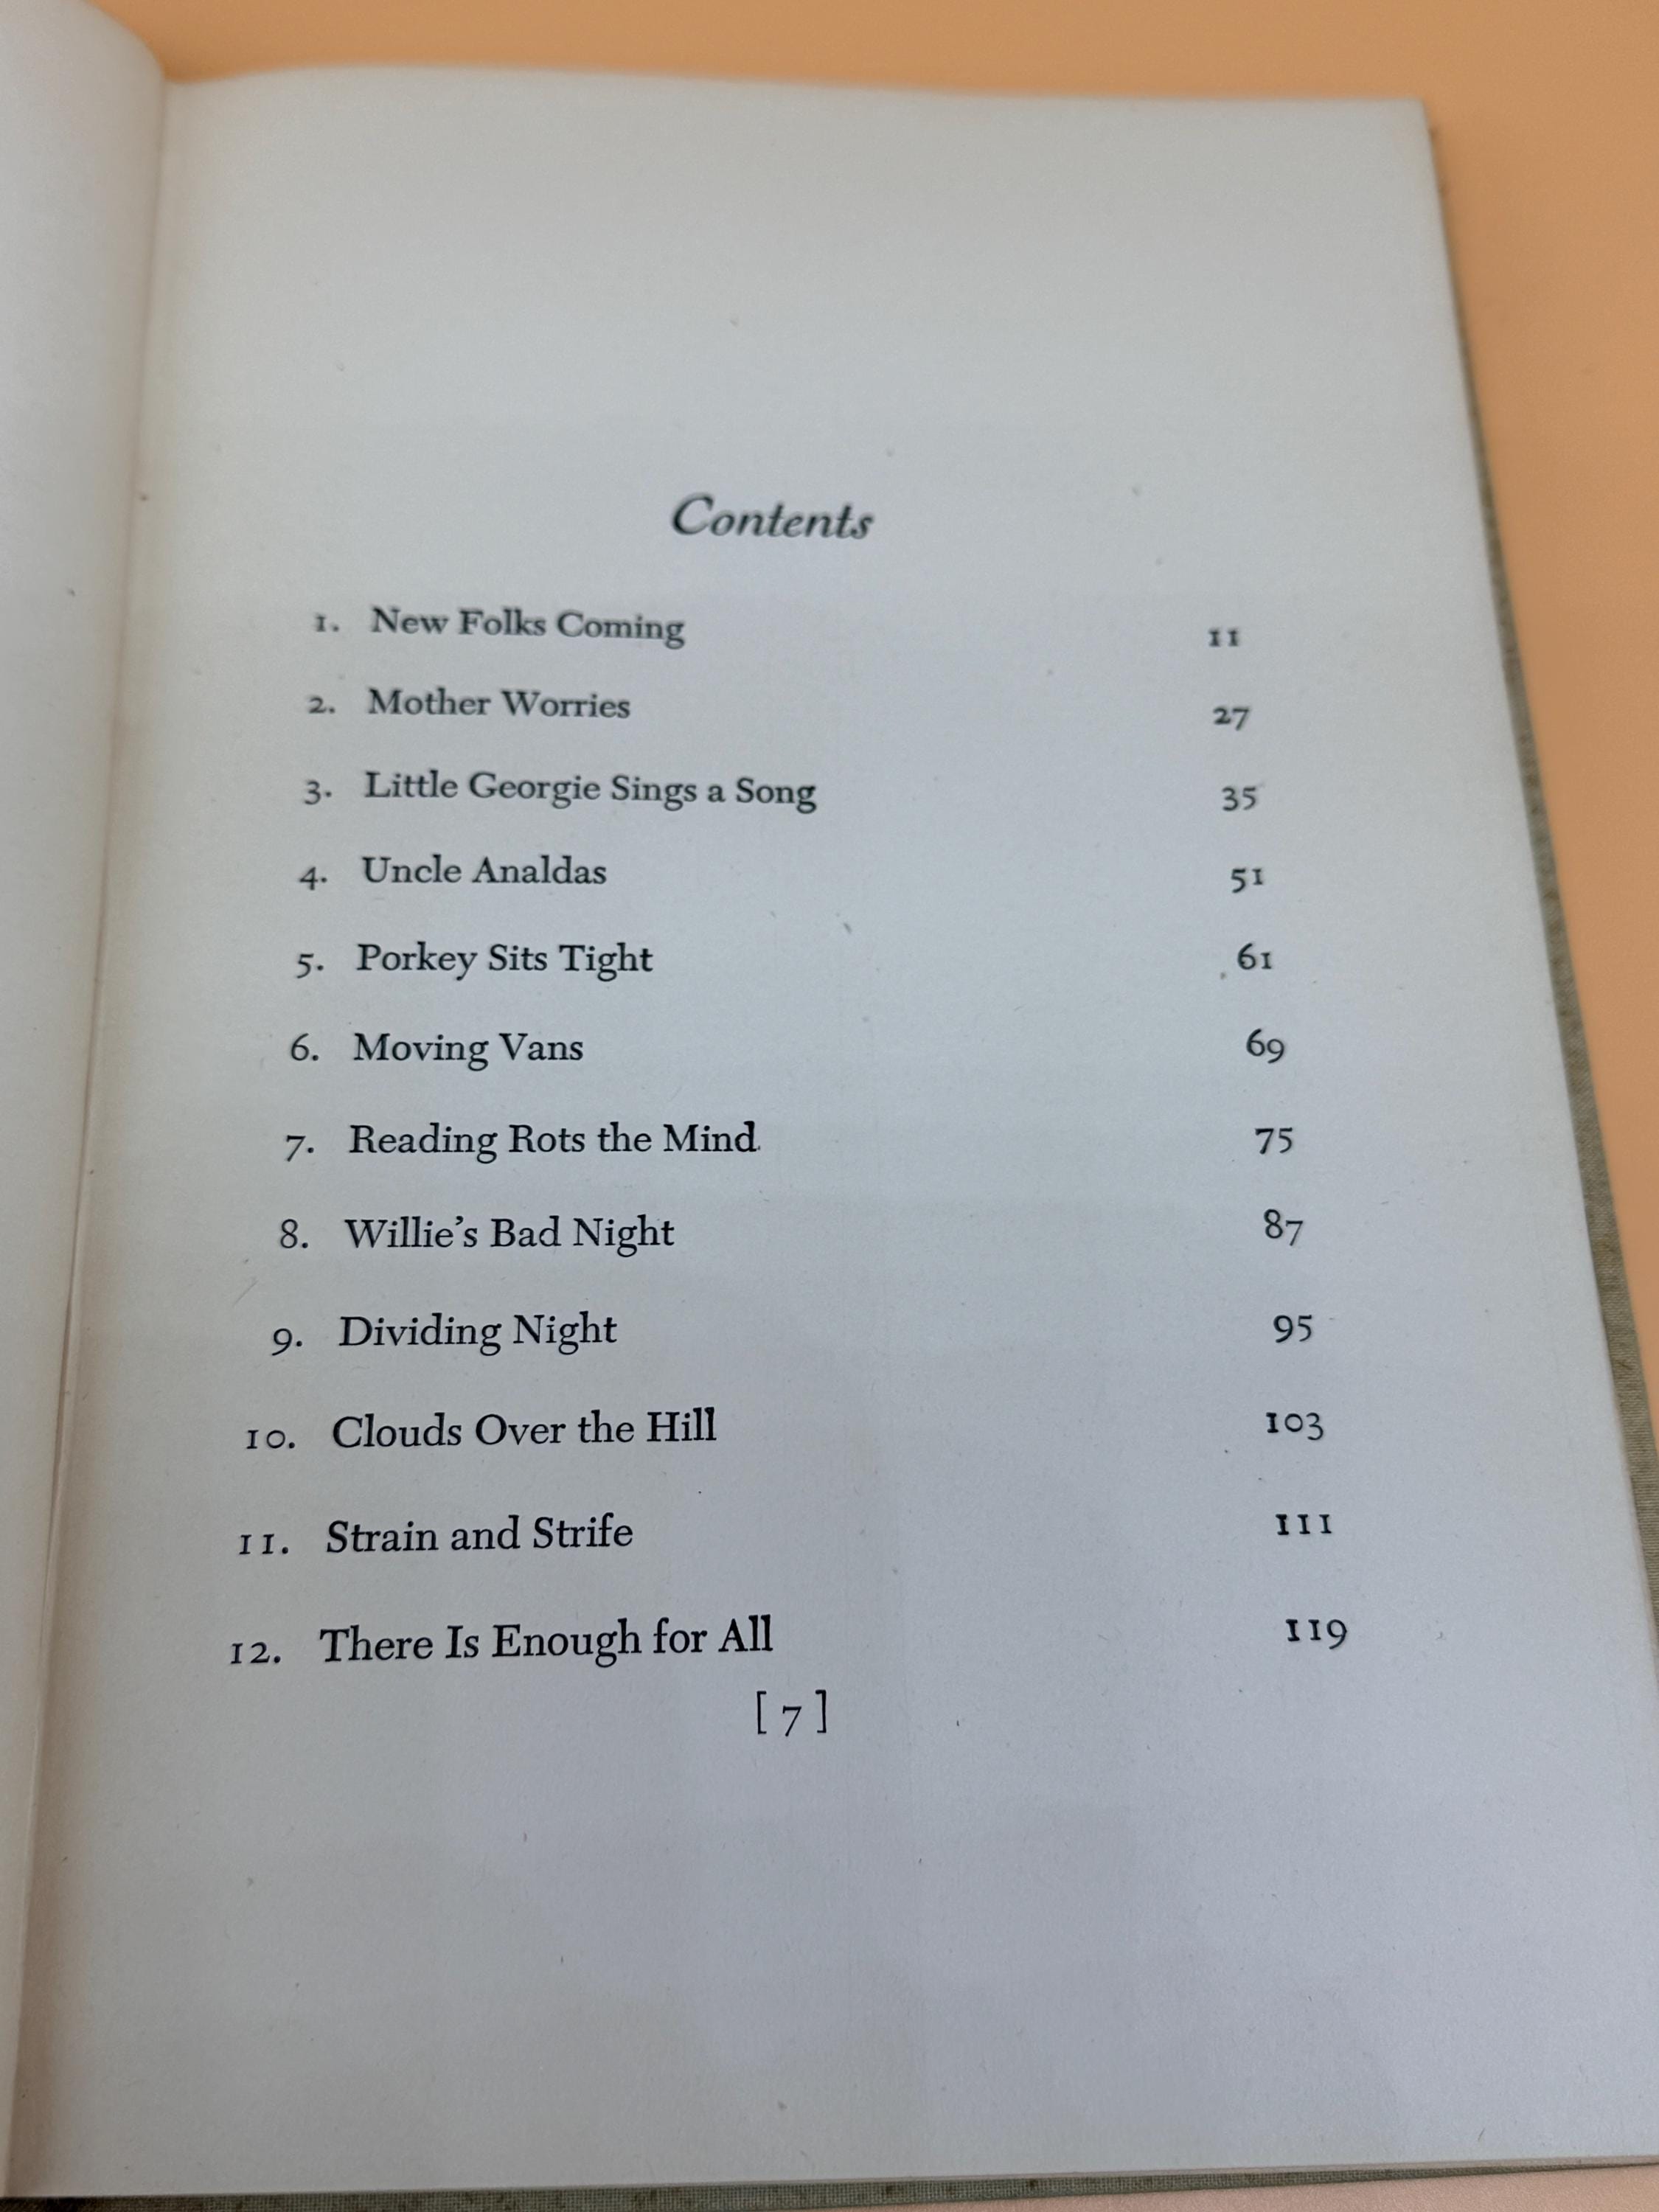 Contents
1. New Folks Coming 11
2. Mother Worries 27
3. Little Georgie Sings a Song 35
4. Uncle Analdas 51
5. Porkey Sits Tight 61
6. Moving Vans 69
7. Reading Rots the Mind 75
8. Willie's Bad Night 87
9. Dividing Night 95
10. Clouds Over the Hill 103
11. Strain and Strife 111
12. There Is Enough for All 119
[7]